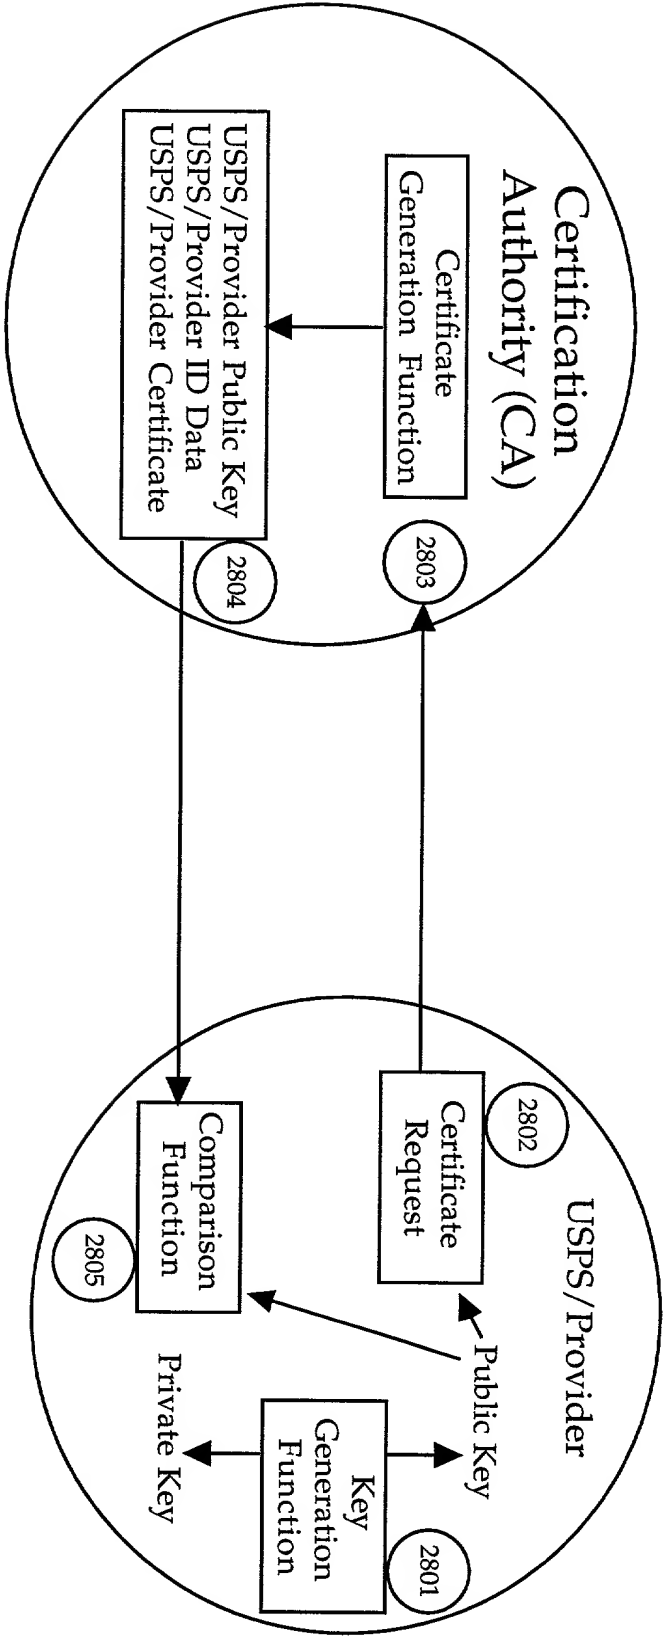 Certification
Authority (CA)
Certificate
Generation Function
2803
USPS/Provider Public Key
USPS/Provider ID Data
USPS/Provider Certificate
2804
USPS/Provider
2802
Certificate
Request
Public Key
2801
Key
Generation
Function
Comparison
Function
2805
Private Key